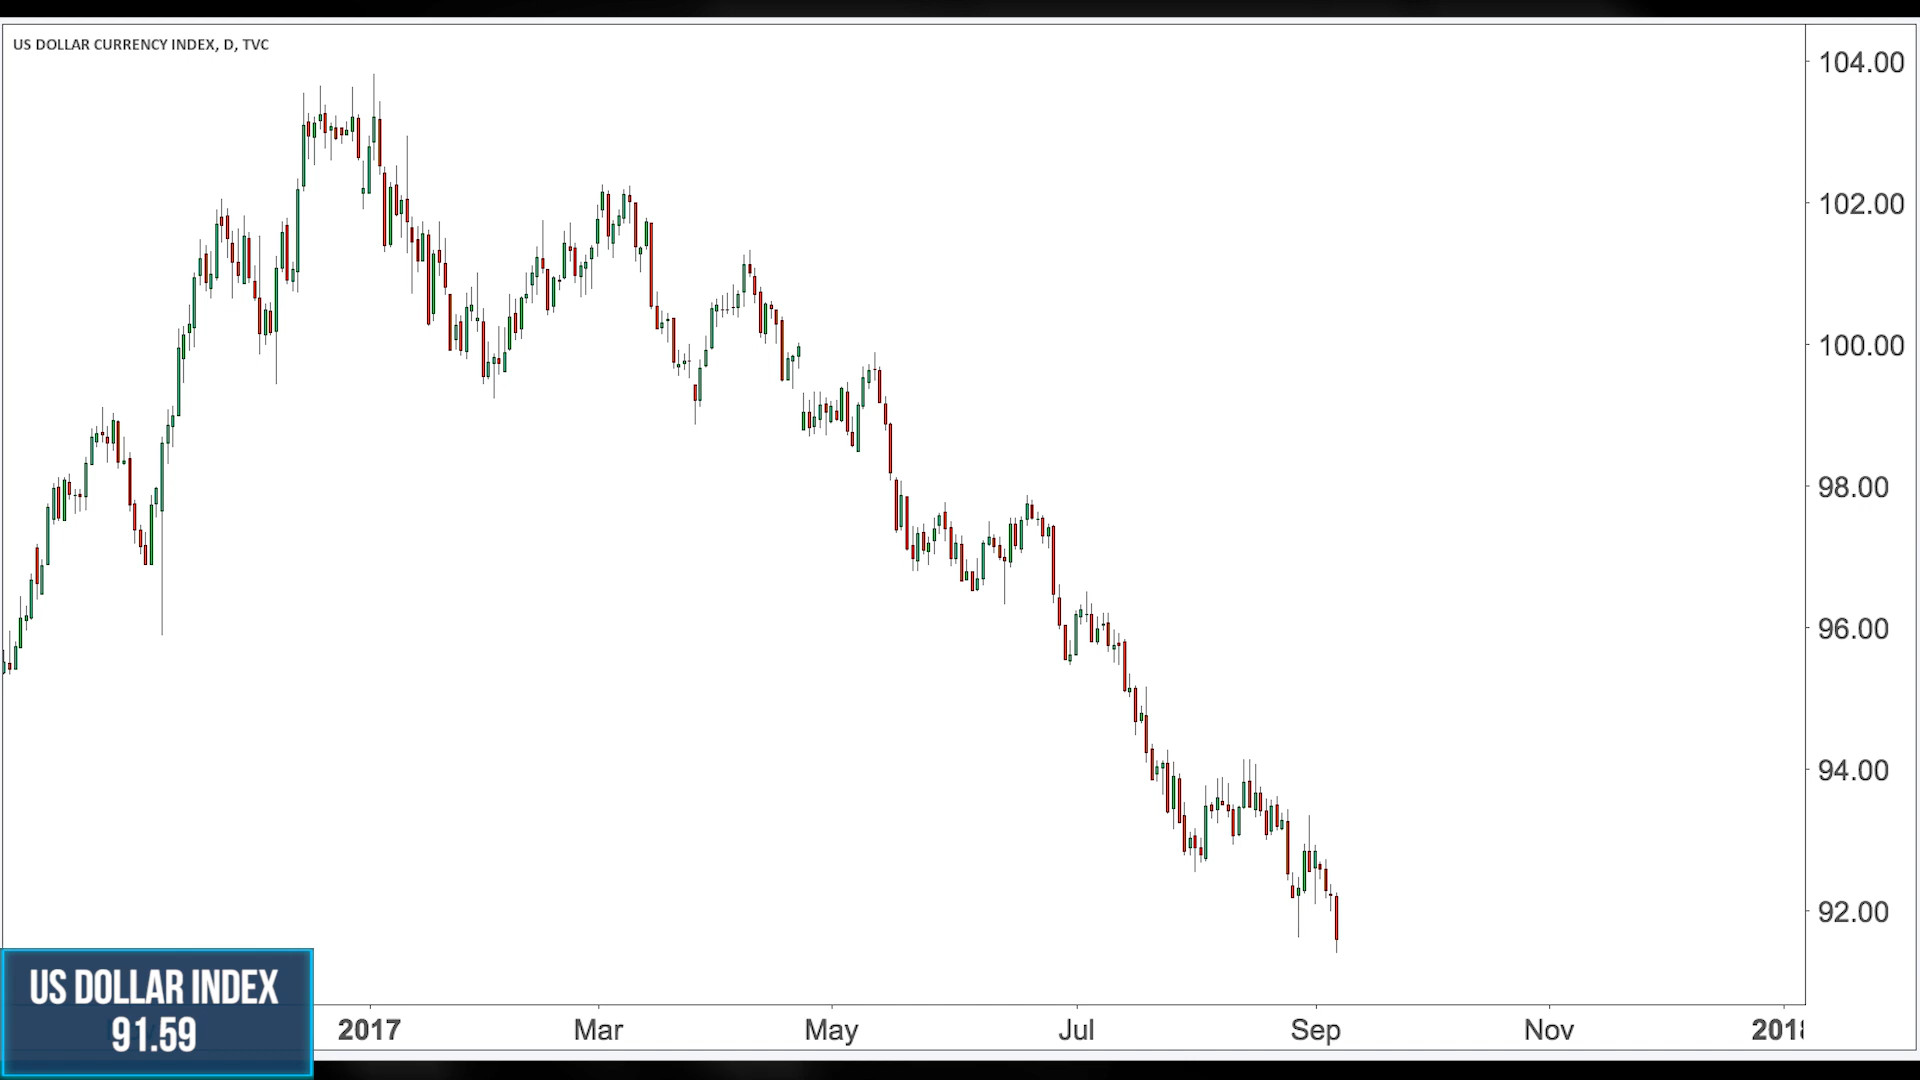 US DOLLAR CURRENCY INDEX, D, TVC
104.00
102.00
100.00
98.00
96.00
94.00
92.00
2017 Mar May Jul Sep Nov 2018
US DOLLAR INDEX
91.59